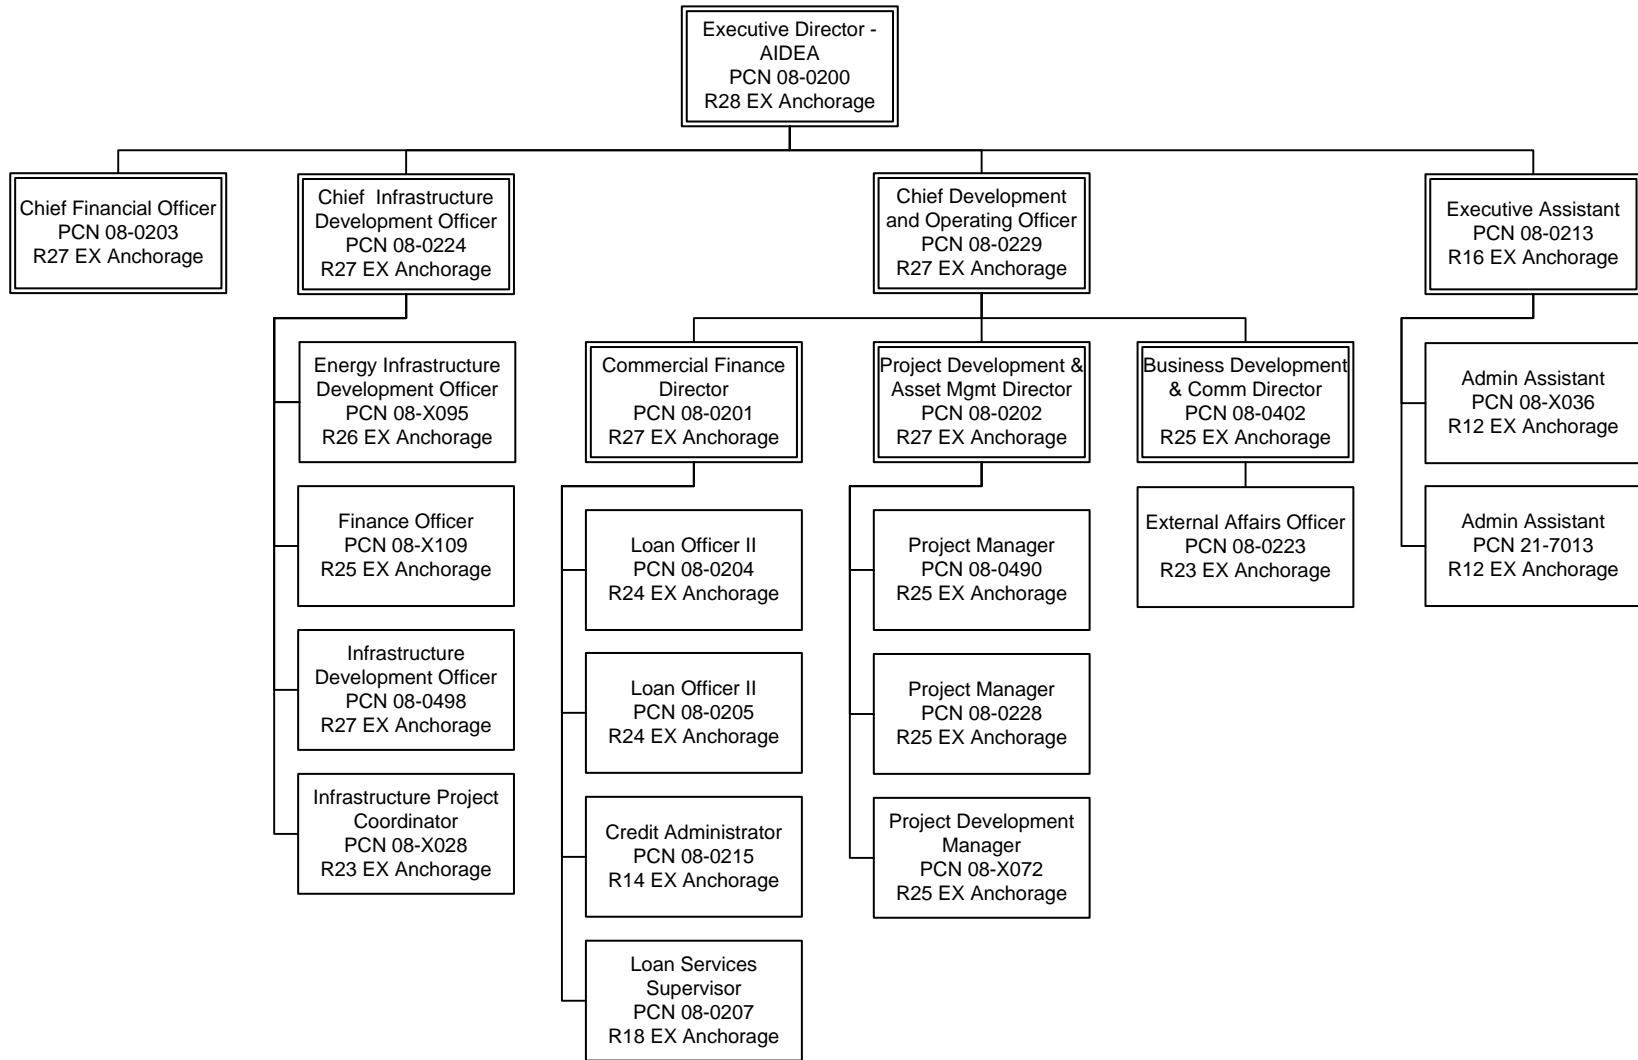 Executive Director -
AIDEA
PCN 08-0200
R28 EX Anchorage
Chief Financial Officer
PCN 08-0203
R27 EX Anchorage
Chief Infrastructure
Development Officer
PCN 08-0224
R27 EX Anchorage
Chief Development
and Operating Officer
PCN 08-0229
R27 EX Anchorage
Executive Assistant
PCN 08-0213
R16 EX Anchorage
Energy Infrastructure
Development Officer
PCN 08-X095
R26 EX Anchorage
Finance Officer
PCN 08-X109
R25 EX Anchorage
Infrastructure
Development Officer
PCN 08-0498
R27 EX Anchorage
Infrastructure Project
Coordinator
PCN 08-X028
R23 EX Anchorage
Commercial Finance
Director
PCN 08-0201
R27 EX Anchorage
Loan Officer II
PCN 08-0204
R24 EX Anchorage
Loan Officer II
PCN 08-0205
R24 EX Anchorage
Credit Administrator
PCN 08-0215
R14 EX Anchorage
Loan Services
Supervisor
PCN 08-0207
R18 EX Anchorage
Project Development &
Asset Mgmt Director
PCN 08-0202
R27 EX Anchorage
Project Manager
PCN 08-0490
R25 EX Anchorage
Project Manager
PCN 08-0228
R25 EX Anchorage
Project Development
Manager
PCN 08-X072
R25 EX Anchorage
Business Development
& Comm Director
PCN 08-0402
R25 EX Anchorage
External Affairs Officer
PCN 08-0223
R23 EX Anchorage
Admin Assistant
PCN 08-X036
R12 EX Anchorage
Admin Assistant
PCN 21-7013
R12 EX Anchorage